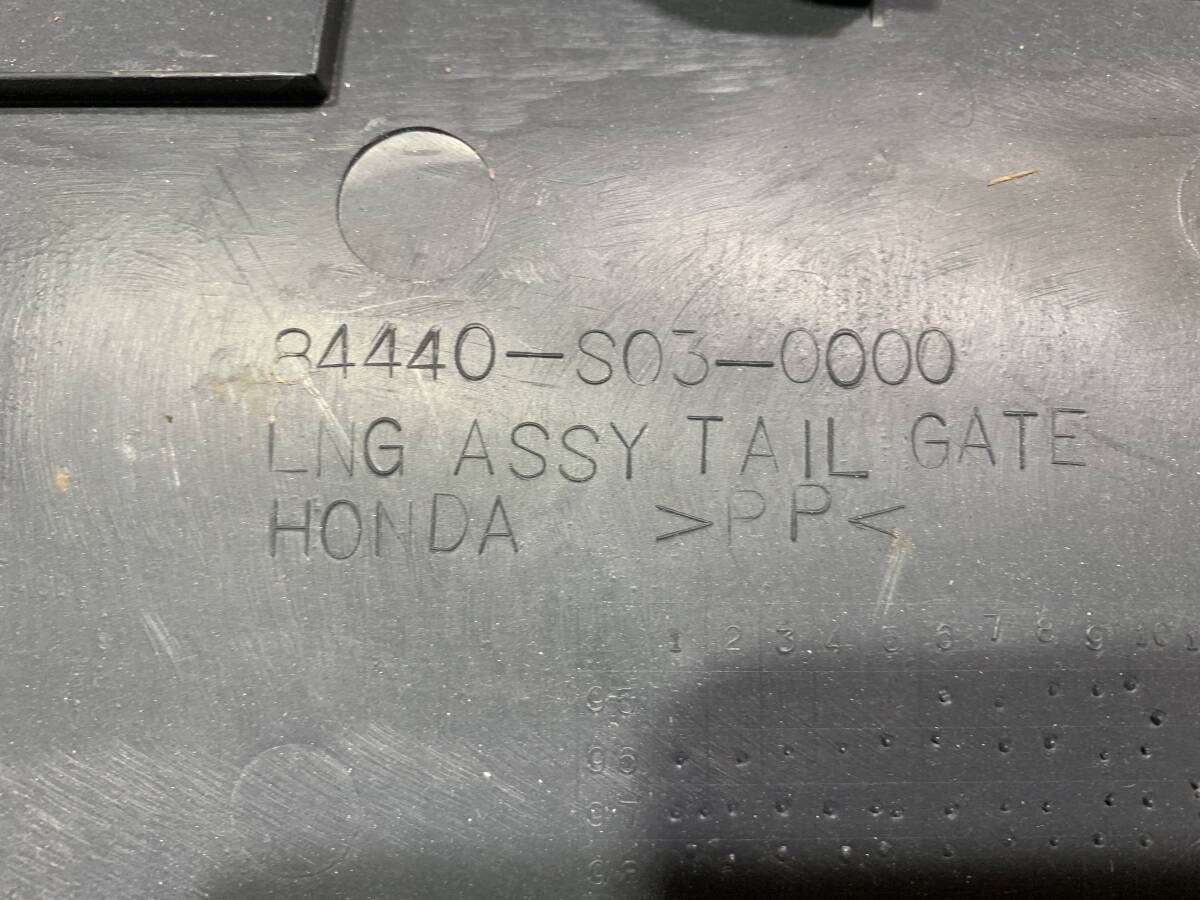 84440-S03-0000
LNG ASSY TAIL GATE
HONDA >PP<
1 2 3 4 5 6 7 8 9 10
95
96
97
98